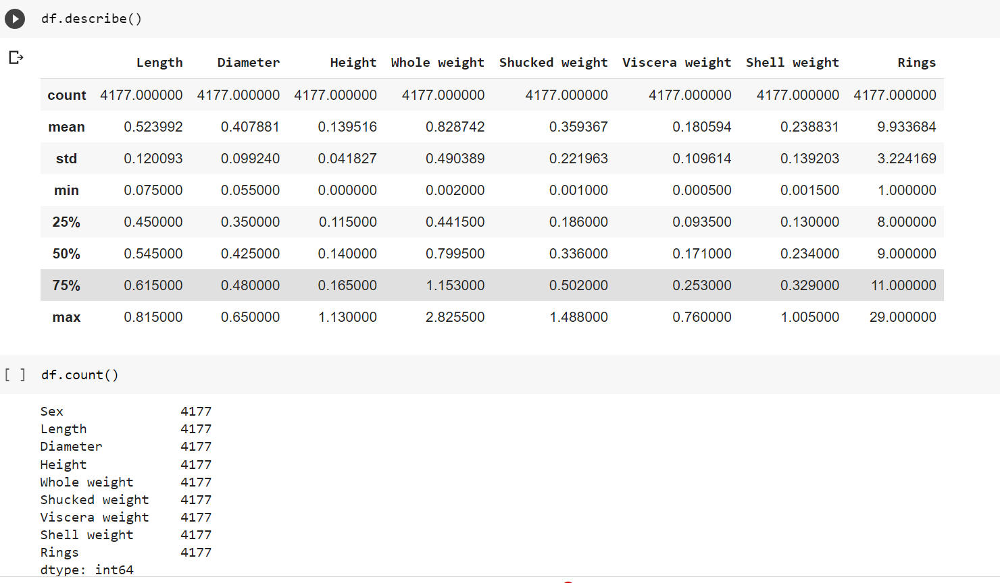 df.describe()
Length Diameter Height Whole weight Shucked weight Viscera weight Shell weight Rings
count 4177.000000 4177.000000 4177.000000 4177.000000 4177.000000 4177.000000 4177.000000 4177.000000
mean 0.523992 0.407881 0.139516 0.828742 0.359367 0.180594 0.238831 9.933684
std 0.120093 0.099240 0.041827 0.490389 0.221963 0.109614 0.139203 3.224169
min 0.075000 0.055000 0.000000 0.002000 0.001000 0.000500 0.001500 1.000000
25% 0.450000 0.350000 0.115000 0.441500 0.186000 0.093500 0.130000 8.000000
50% 0.545000 0.425000 0.140000 0.799500 0.336000 0.171000 0.234000 9.000000
75% 0.615000 0.480000 0.165000 1.153000 0.502000 0.253000 0.329000 11.000000
max 0.815000 0.650000 1.130000 2.825500 1.488000 0.760000 1.005000 29.000000
[ ] df.count()
Sex 4177
Length 4177
Diameter 4177
Height 4177
Whole weight 4177
Shucked weight 4177
Viscera weight 4177
Shell weight 4177
Rings 4177
dtype: int64